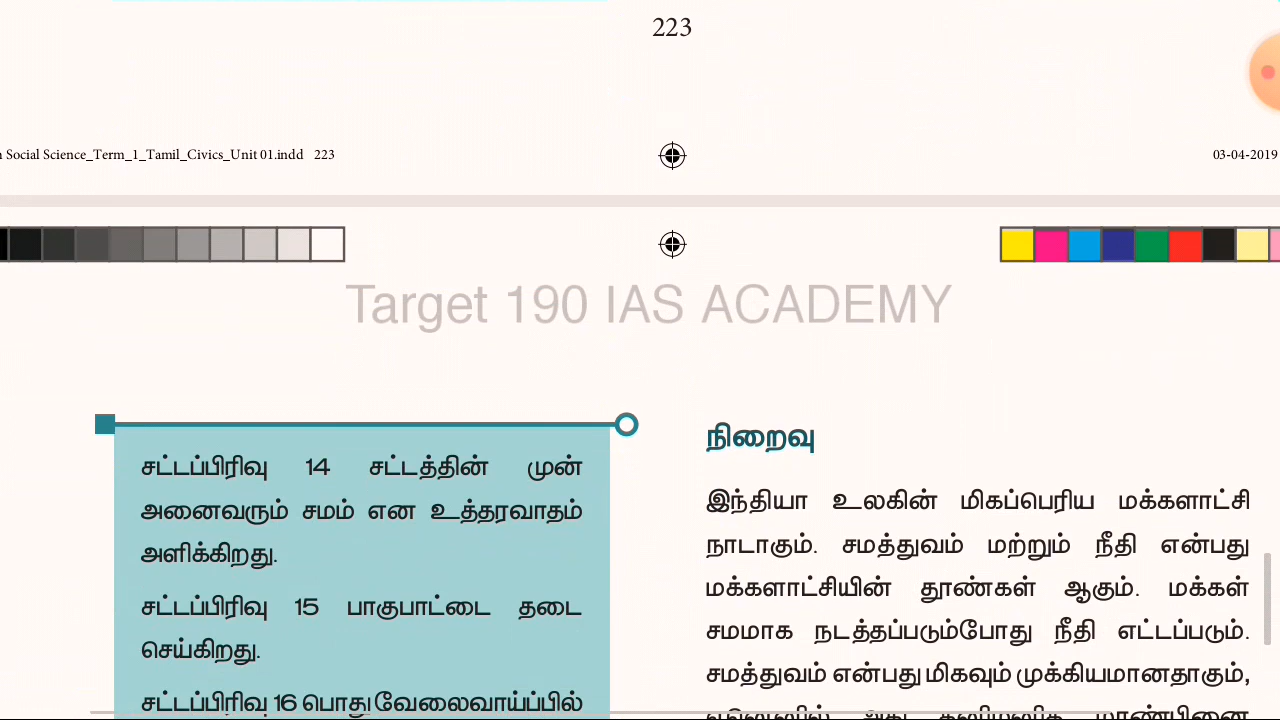 223
Social Science_Term_1_Tamil_Civics_Unit 01.indd 223
03-04-2019
Target 190 IAS ACADEMY
சட்டப்பிரிவு 14 சட்டத்தின் முன்
அனைவரும் சமம் என உத்தரவாதம்
அளிக்கிறது.
சட்டப்பிரிவு 15 பாகுபாட்டை தடை
செய்கிறது.
சட்டப்பிரிவு 16 பொது வேலைவாய்ப்பில்
நிறைவு
இந்தியா உலகின் மிகப்பெரிய மக்களாட்சி
நாடாகும். சமத்துவம் மற்றும் நீதி என்பது
மக்களாட்சியின் தூண்கள் ஆகும். மக்கள்
சமமாக நடத்தப்படும்போது நீதி எட்டப்படும்.
சமத்துவம் என்பது மிகவும் முக்கியமானதாகும்,